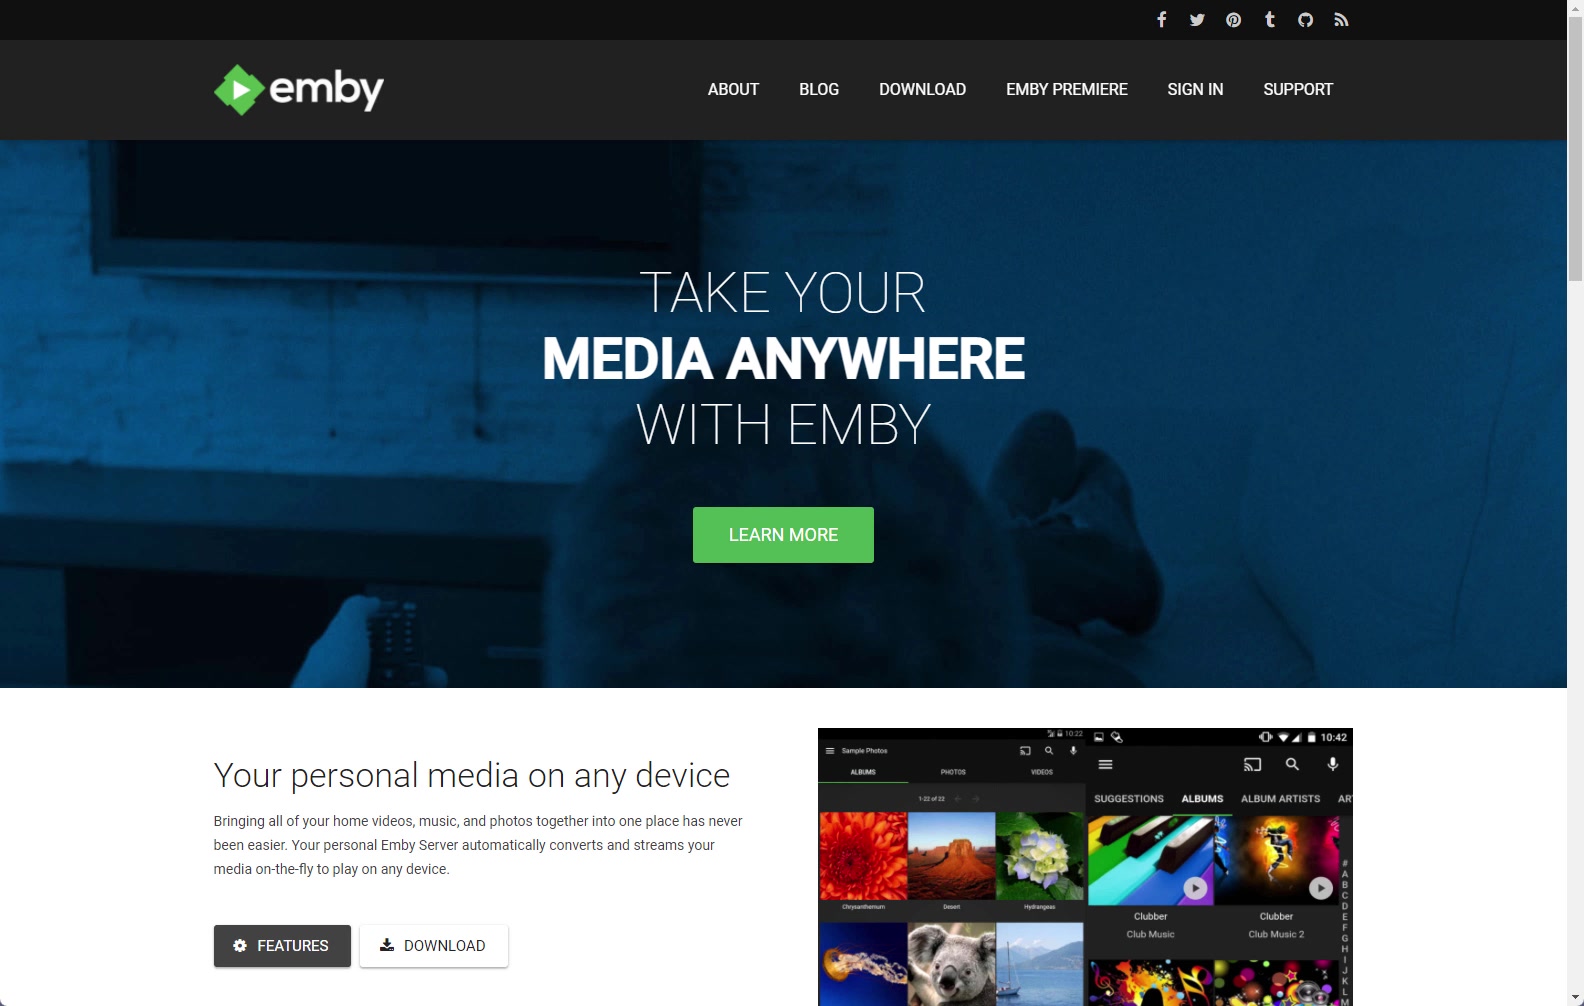 emby
ABOUT BLOG DOWNLOAD EMBY PREMIERE SIGN IN SUPPORT
TAKE YOUR
MEDIA ANYWHERE
WITH EMBY
LEARN MORE
Your personal media on any device
Bringing all of your home videos, music, and photos together into one place has never
been easier. Your personal Emby Server automatically converts and streams your
media on-the-fly to play on any device.
FEATURES DOWNLOAD
10:22
Sample Photos
ALBUMS PHOTOS VIDEOS
1-22 of 22
Chrysanthemum Desert Hydrangeas
10:42
SUGGESTIONS ALBUMS ALBUM ARTISTS AR
Clubber Clubber
Club Music Club Music 2
#
A
B
C
D
E
F
G
H
I
J
K
L
M